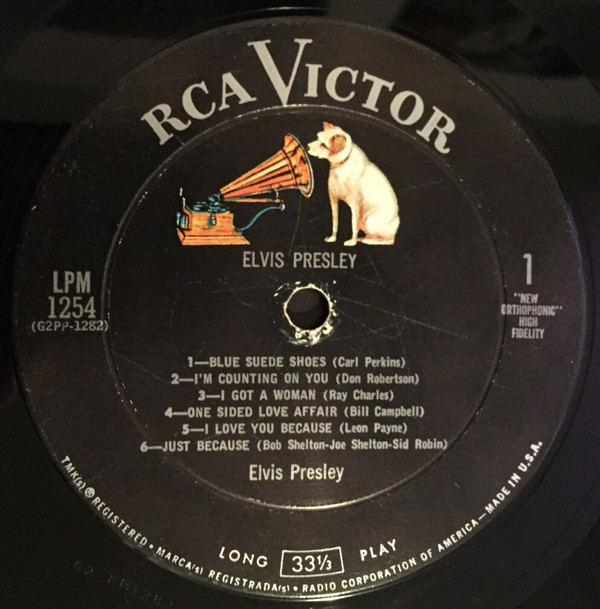 RCA VICTOR
ELVIS PRESLEY
LPM
1254
(G2PP-1282)
1
"NEW
ORTHOPHONIC"
HIGH
FIDELITY
1—BLUE SUEDE SHOES (Carl Perkins)
2—I'M COUNTING ON YOU (Don Robertson)
3—I GOT A WOMAN (Ray Charles)
4—ONE SIDED LOVE AFFAIR (Bill Campbell)
5—I LOVE YOU BECAUSE (Leon Payne)
6—JUST BECAUSE (Bob Shelton-Joe Shelton-Sid Robin)
Elvis Presley
LONG 33⅓ PLAY
TMK(s) ® REGISTERED • MARCA(s) REGISTRADA(s) • RADIO CORPORATION OF AMERICA—MADE IN U.S.A.